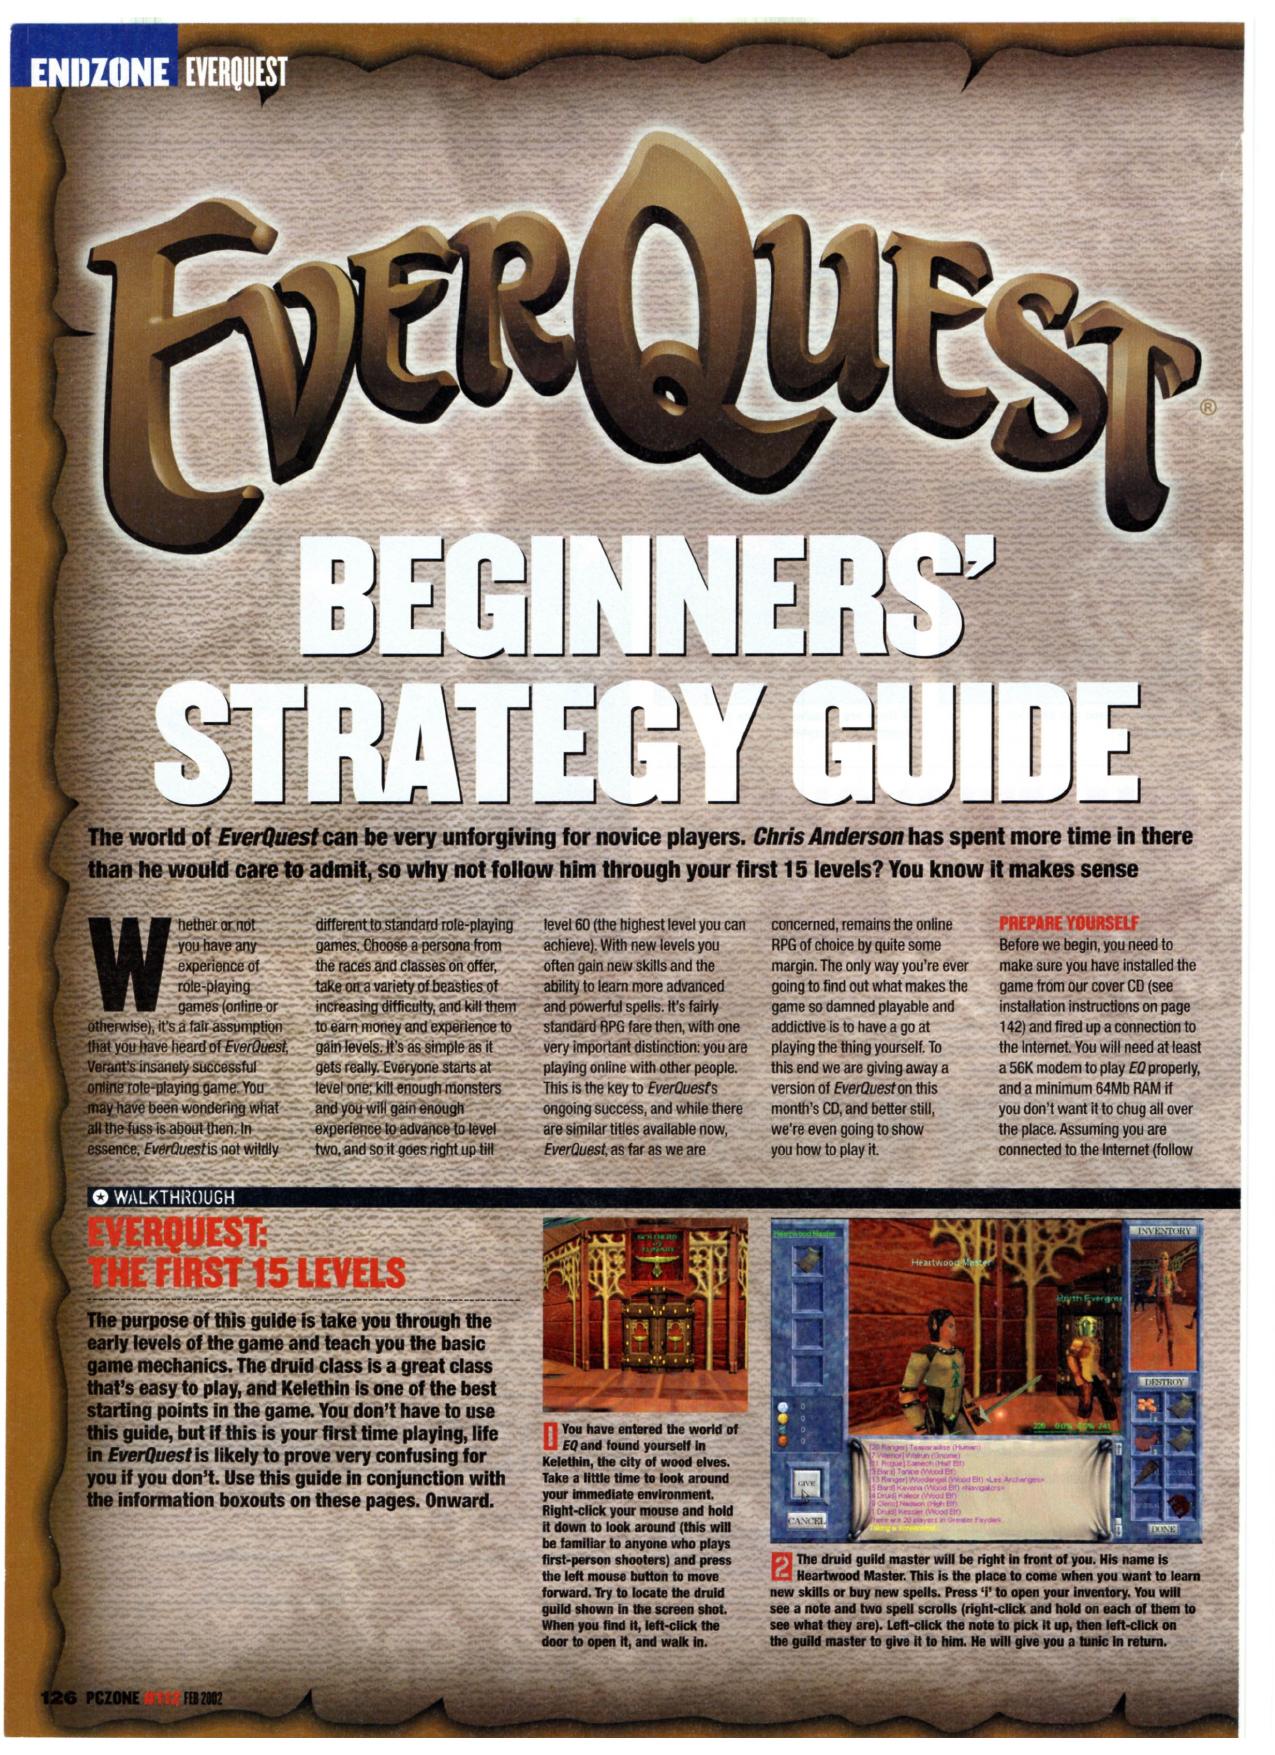 ENDZONE EVERQUEST
EVERQUEST®
BEGINNERS’
STRATEGY GUIDE
The world of EverQuest can be very unforgiving for novice players. Chris Anderson has spent more time in there
than he would care to admit, so why not follow him through your first 15 levels? You know it makes sense
Whether or not
you have any
experience of
role-playing
games (online or
otherwise), it's a fair assumption
that you have heard of EverQuest,
Verant's insanely successful
online role-playing game. You
may have been wondering what
all the fuss is about then. In
essence, EverQuest is not wildly
different to standard role-playing
games. Choose a persona from
the races and classes on offer,
take on a variety of beasties of
increasing difficulty, and kill them
to earn money and experience to
gain levels. It's as simple as it
gets really. Everyone starts at
level one; kill enough monsters
and you will gain enough
experience to advance to level
two, and so it goes right up till
level 60 (the highest level you can
achieve). With new levels you
often gain new skills and the
ability to learn more advanced
and powerful spells. It's fairly
standard RPG fare then, with one
very important distinction: you are
playing online with other people.
This is the key to EverQuest's
ongoing success, and while there
are similar titles available now,
EverQuest, as far as we are
concerned, remains the online
RPG of choice by quite some
margin. The only way you're ever
going to find out what makes the
game so damned playable and
addictive is to have a go at
playing the thing yourself. To
this end we are giving away a
version of EverQuest on this
month's CD, and better still,
we're even going to show
you how to play it.
PREPARE YOURSELF
Before we begin, you need to
make sure you have installed the
game from our cover CD (see
installation instructions on page
142) and fired up a connection to
the Internet. You will need at least
a 56K modem to play EQ properly,
and a minimum 64Mb RAM if
you don't want it to chug all over
the place. Assuming you are
connected to the Internet (follow
WALKTHROUGH
EVERQUEST:
THE FIRST 15 LEVELS
The purpose of this guide is take you through the
early levels of the game and teach you the basic
game mechanics. The druid class is a great class
that's easy to play, and Kelethin is one of the best
starting points in the game. You don't have to use
this guide, but if this is your first time playing, life
in EverQuest is likely to prove very confusing for
you if you don't. Use this guide in conjunction with
the information boxouts on these pages. Onward.
1 You have entered the world of
EQ and found yourself in
Kelethin, the city of wood elves.
Take a little time to look around
your immediate environment.
Right-click your mouse and hold
it down to look around (this will
be familiar to anyone who plays
first-person shooters) and press
the left mouse button to move
forward. Try to locate the druid
guild shown in the screen shot.
When you find it, left-click the
door to open it, and walk in.
Heartwood Master
Heartwood Master
INVENTORY
DESTROY
GIVE
CANCEL
DONE
2 The druid guild master will be right in front of you. His name is
Heartwood Master. This is the place to come when you want to learn
new skills or buy new spells. Press ‘i’ to open your inventory. You will
see a note and two spell scrolls (right-click and hold on each of them to
see what they are). Left-click the note to pick it up, then left-click on
the guild master to give it to him. He will give you a tunic in return.
126 PCZONE #112 FEB 2002